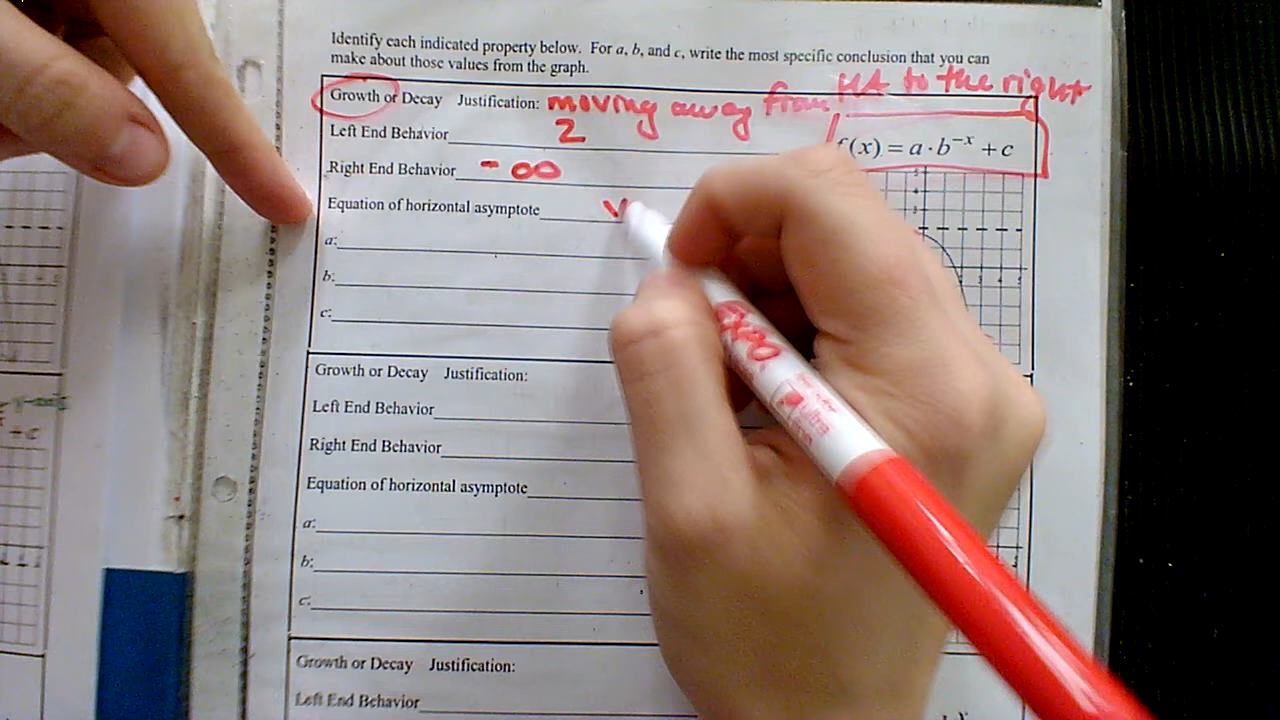 Identify each indicated property below. For a, b, and c, write the most specific conclusion that you can
make about those values from the graph.
Growth or Decay Justification: moving away from HA to the right
Left End Behavior 2
f(x) = a · b^{-x} + c
Right End Behavior - ∞
Equation of horizontal asymptote
a:
b:
c:
Growth or Decay Justification:
Left End Behavior
Right End Behavior
Equation of horizontal asymptote
a:
b:
c:
Growth or Decay Justification:
Left End Behavior
+ c
EXPO